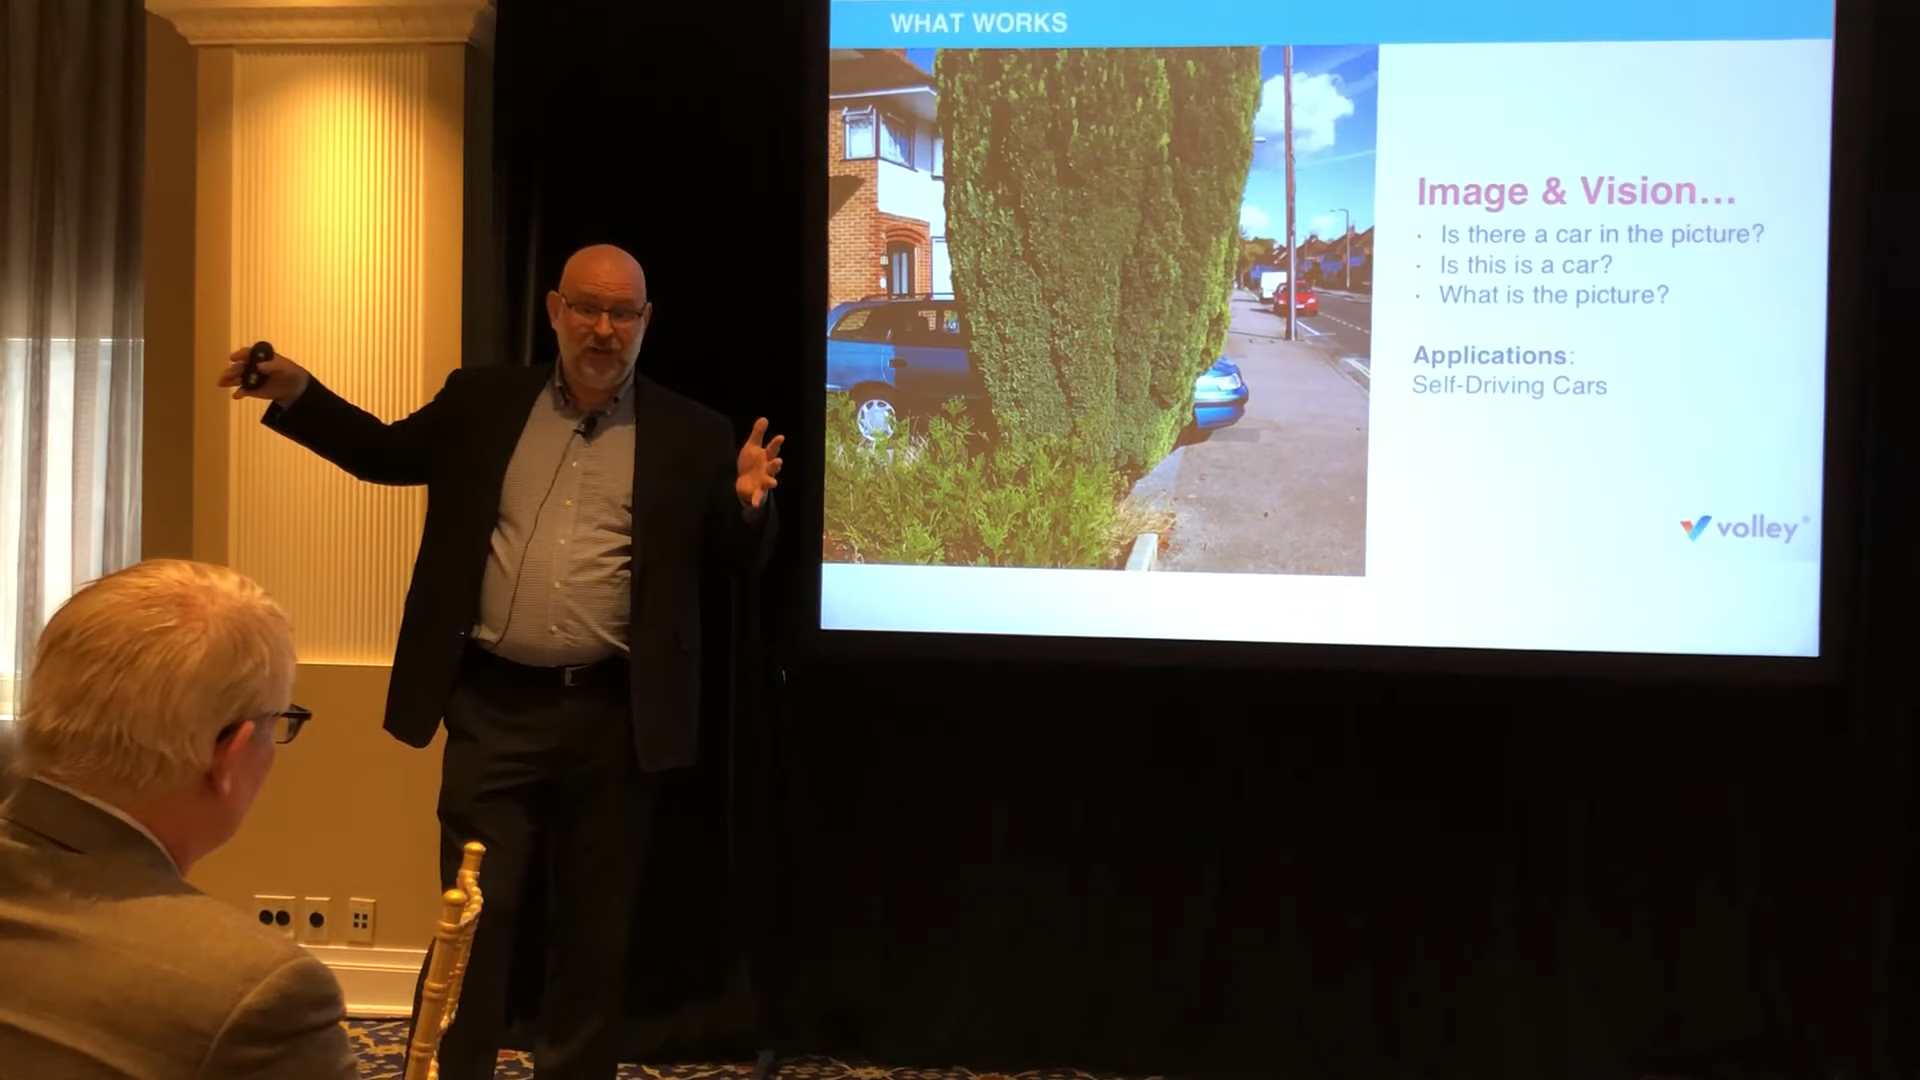 WHAT WORKS
Image & Vision...
· Is there a car in the picture?
· Is this is a car?
· What is the picture?
Applications:
Self-Driving Cars
volley